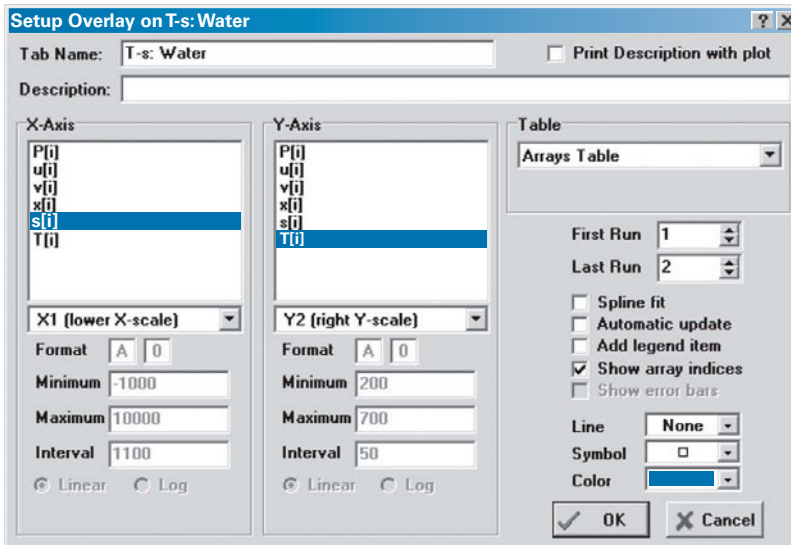 Setup Overlay on T-s: Water
? X
Tab Name: T-s: Water
Print Description with plot
Description:
X-Axis
P[i]
u[i]
v[i]
x[i]
s[i]
T[i]
X1 (lower X-scale)
Format A 0
Minimum -1000
Maximum 10000
Interval 1100
Linear Log
Y-Axis
P[i]
u[i]
v[i]
x[i]
s[i]
T[i]
Y2 (right Y-scale)
Format A 0
Minimum 200
Maximum 700
Interval 50
Linear Log
Table
Arrays Table
First Run 1
Last Run 2
Spline fit
Automatic update
Add legend item
Show array indices
Show error bars
Line None
Symbol
Color
OK Cancel